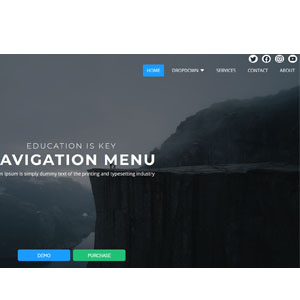 HOME DROPDOWN SERVICES CONTACT ABOUT
EDUCATION IS KEY
AVIGATION MENU
Ipsum is simply dummy text of the printing and typesetting industry
DEMO PURCHASE